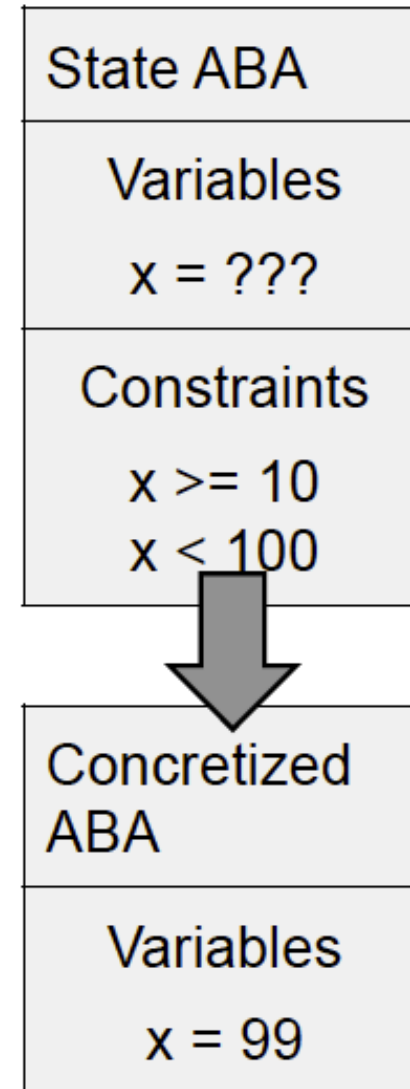 State ABA
Variables
x = ???
Constraints
x >= 10
x < 100
Concretized
ABA
Variables
x = 99